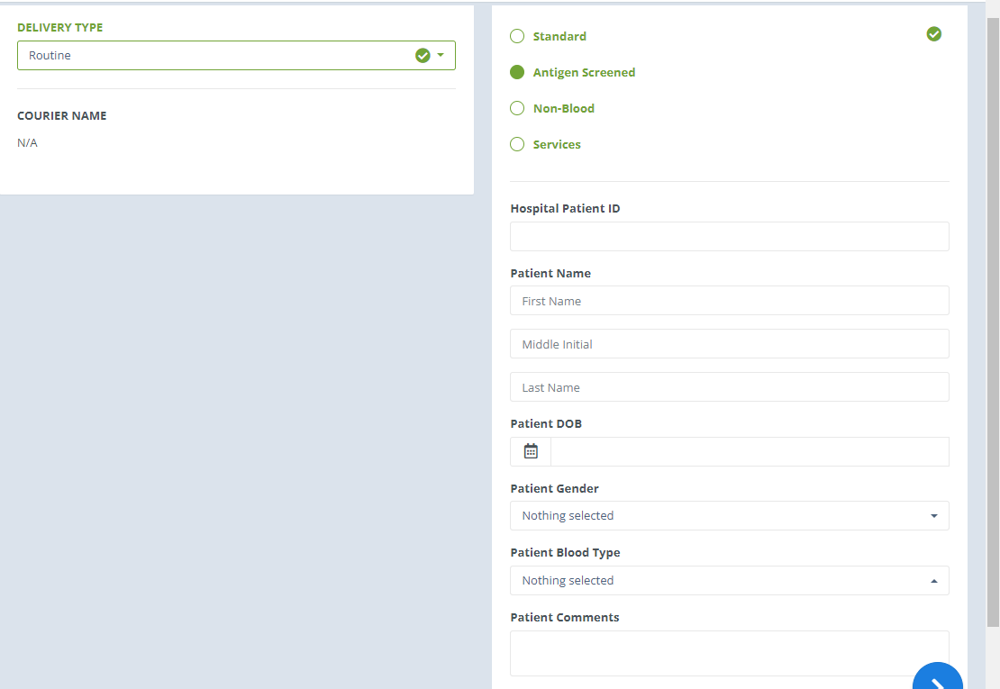 DELIVERY TYPE
Routine
COURIER NAME
N/A
Standard
Antigen Screened
Non-Blood
Services
Hospital Patient ID
Patient Name
First Name
Middle Initial
Last Name
Patient DOB
Patient Gender
Nothing selected
Patient Blood Type
Nothing selected
Patient Comments